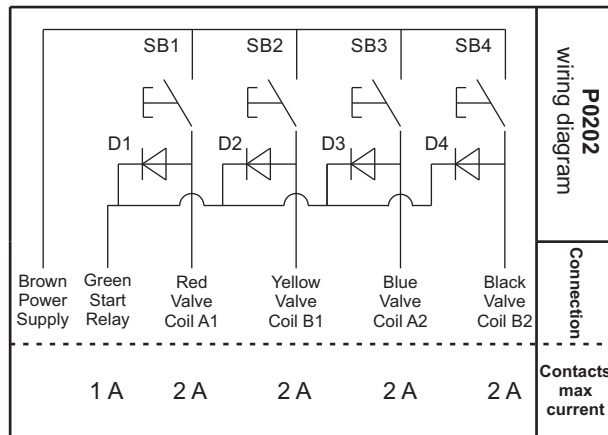 SB1 SB2 SB3 SB4
D1 D2 D3 D4
P0202
wiring diagram
Brown
Power
Supply
Green
Start
Relay
Red
Valve
Coil A1
Yellow
Valve
Coil B1
Blue
Valve
Coil A2
Black
Valve
Coil B2
Connection
1 A 2 A 2 A 2 A 2 A
Contacts
max
current